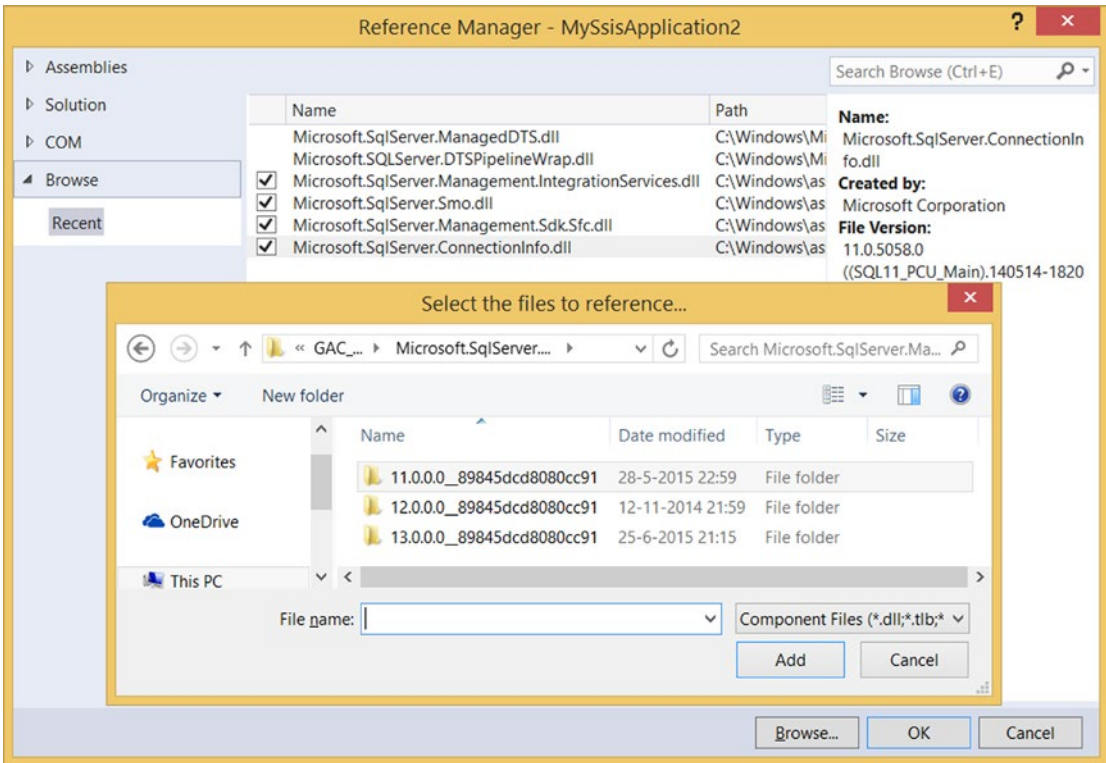 Reference Manager - MySsisApplication2
?
Assemblies
Solution
COM
Browse
Recent
Search Browse (Ctrl+E)
Name Path
Microsoft.SqlServer.ManagedDTS.dll C:\Windows\Mi
Microsoft.SQLServer.DTSPipelineWrap.dll C:\Windows\Mi
Microsoft.SqlServer.Management.IntegrationServices.dll C:\Windows\as
Microsoft.SqlServer.Smo.dll C:\Windows\as
Microsoft.SqlServer.Management.Sdk.Sfc.dll C:\Windows\as
Microsoft.SqlServer.ConnectionInfo.dll C:\Windows\as
Name:
Microsoft.SqlServer.ConnectionIn
fo.dll
Created by:
Microsoft Corporation
File Version:
11.0.5058.0
((SQL11_PCU_Main).140514-1820
Select the files to reference...
« GAC_... Microsoft.SqlServer.... Search Microsoft.SqlServer.Ma...
Organize New folder
Favorites
OneDrive
This PC
Name Date modified Type Size
11.0.0.0__89845dcd8080cc91 28-5-2015 22:59 File folder
12.0.0.0__89845dcd8080cc91 12-11-2014 21:59 File folder
13.0.0.0__89845dcd8080cc91 25-6-2015 21:15 File folder
File name: Component Files (*.dll;*.tlb;*
Add Cancel
Browse... OK Cancel